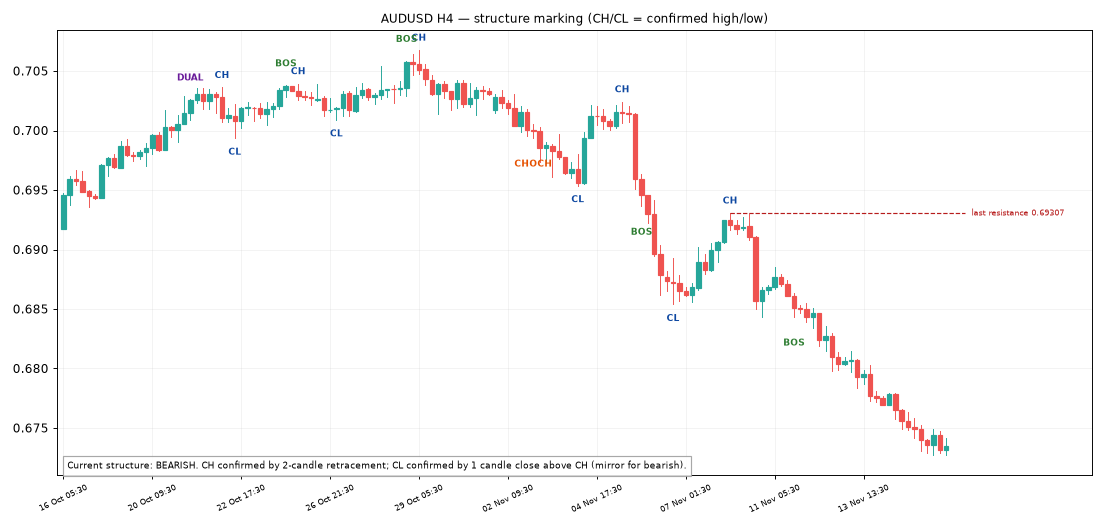 AUDUSD H4 — structure marking (CH/CL = confirmed high/low)
BOS CH
BOS
CH
DUAL
CH
CH
CL
CL
CHOCH
CL
CH
BOS
CL
BOS
last resistance 0.69307
0.705
0.700
0.695
0.690
0.685
0.680
0.675
Current structure: BEARISH. CH confirmed by 2-candle retracement; CL confirmed by 1 candle close above CH (mirror for bearish).
16 Oct 05:30
20 Oct 09:30
22 Oct 17:30
26 Oct 21:30
29 Oct 05:30
02 Nov 09:30
04 Nov 17:30
07 Nov 01:30
11 Nov 05:30
13 Nov 13:30